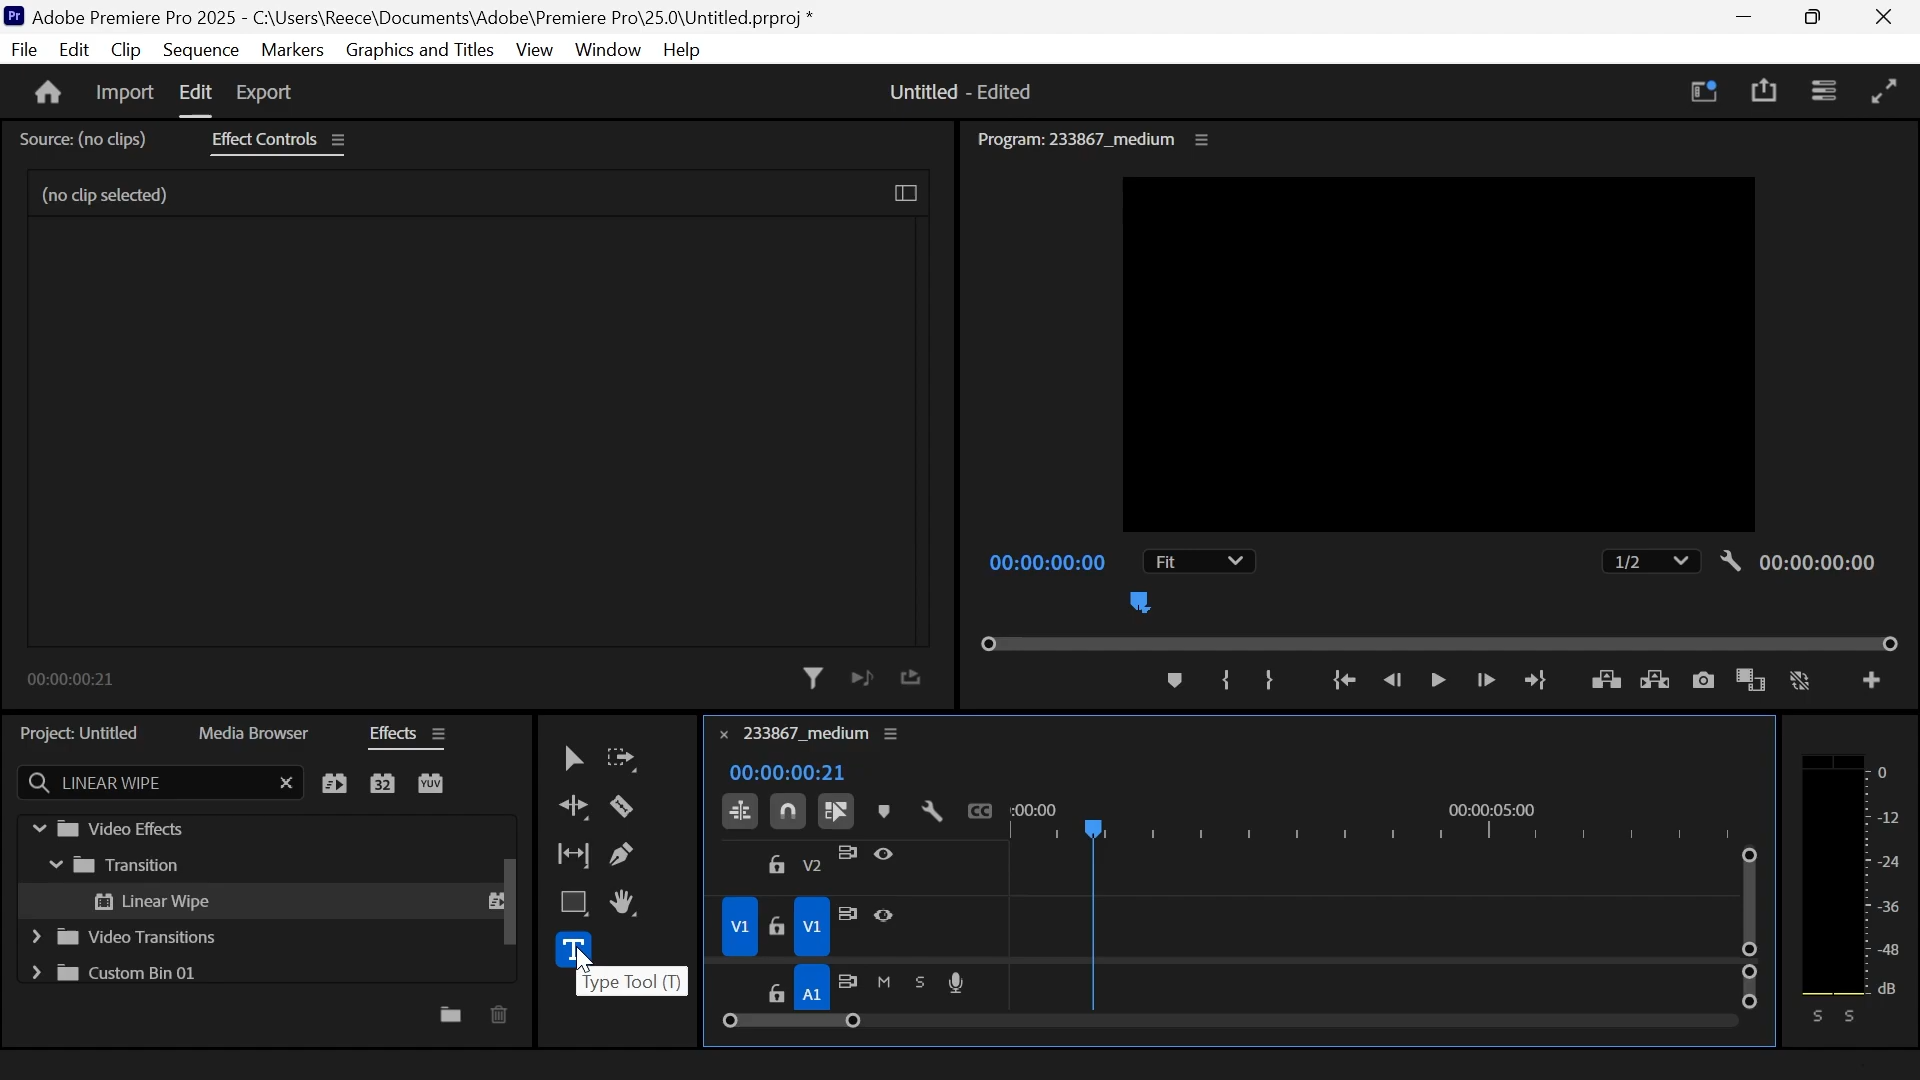 Pr Adobe Premiere Pro 2025 - C:\Users\Reece\Documents\Adobe\Premiere Pro\25.0\Untitled.prproj *
File Edit Clip Sequence Markers Graphics and Titles View Window Help
Import Edit Export Untitled - Edited
Source: (no clips) Effect Controls
Program: 233867_medium
(no clip selected)
00:00:00:00 Fit 1/2 00:00:00:00
00:00:00:21
Project: Untitled Media Browser Effects
LINEAR WIPE 32 YUV
Video Effects
Transition
Linear Wipe
Video Transitions
Custom Bin 01
T
Type Tool (T)
233867_medium
00:00:00:21
CC :00:00 00:00:05:00
V2
V1 V1
A1 M S
0
-12
-24
-36
-48
dB
S S